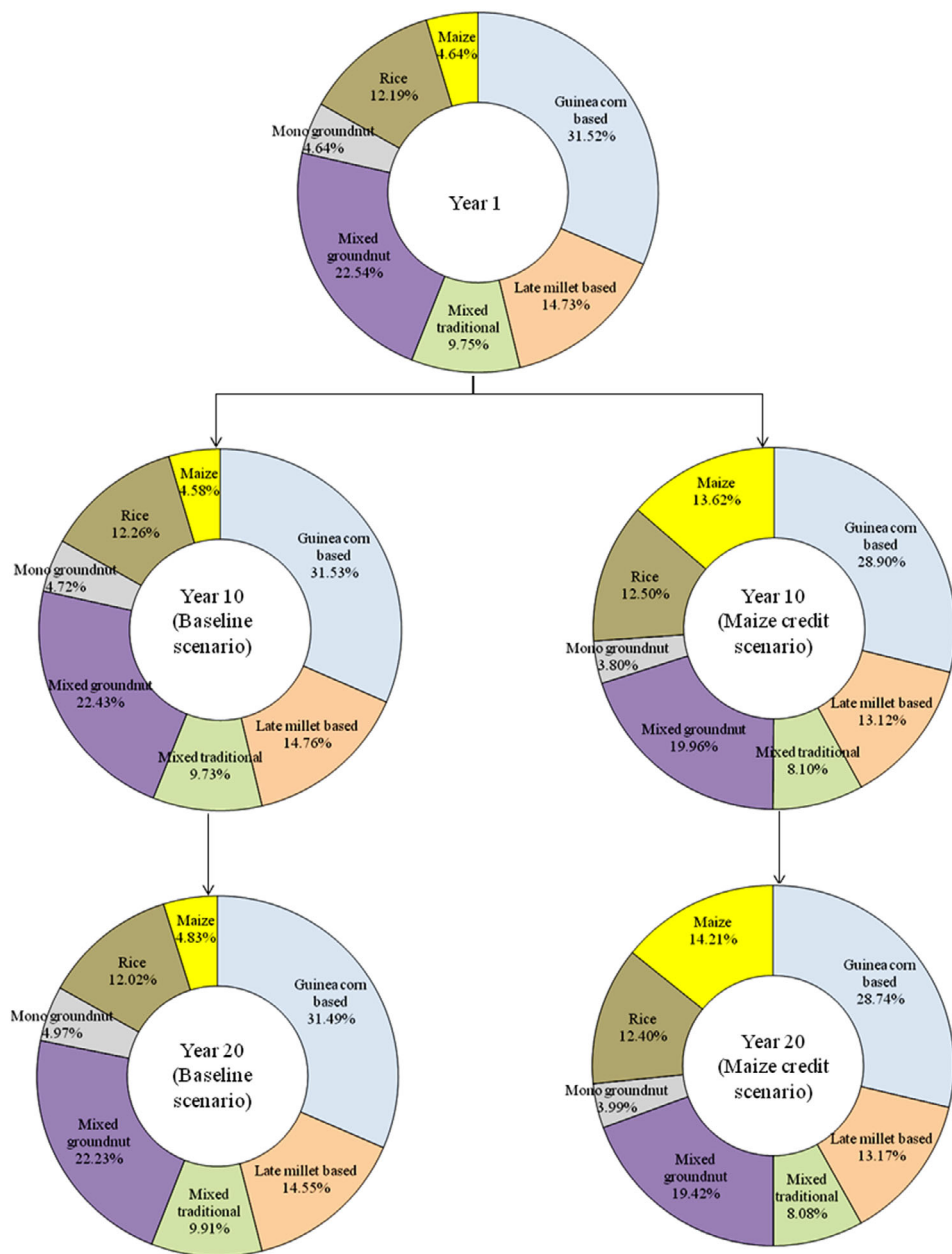 Maize
4.64%
Rice
12.19%
Guinea corn
based
31.52%
Mono groundnut
4.64%
Year 1
Mixed
groundnut
22.54%
Late millet based
14.73%
Mixed
traditional
9.75%
Maize
4.58%
Rice
12.26%
Guinea corn
based
31.53%
Mono groundnut
4.72%
Year 10
(Baseline
scenario)
Mixed groundnut
22.43%
Late millet based
14.76%
Mixed traditional
9.73%
Maize
13.62%
Guinea corn
based
28.90%
Rice
12.50%
Year 10
(Maize credit
scenario)
Mono groundnut
3.80%
Late millet based
13.12%
Mixed groundnut
19.96%
Mixed traditional
8.10%
Maize
4.83%
Rice
12.02%
Guinea corn
based
31.49%
Mono groundnut
4.97%
Year 20
(Baseline
scenario)
Mixed
groundnut
22.23%
Late millet based
14.55%
Mixed
traditional
9.91%
Maize
14.21%
Guinea corn
based
28.74%
Rice
12.40%
Year 20
(Maize credit
scenario)
Mono groundnut
3.99%
Late millet based
13.17%
Mixed
groundnut
19.42%
Mixed
traditional
8.08%